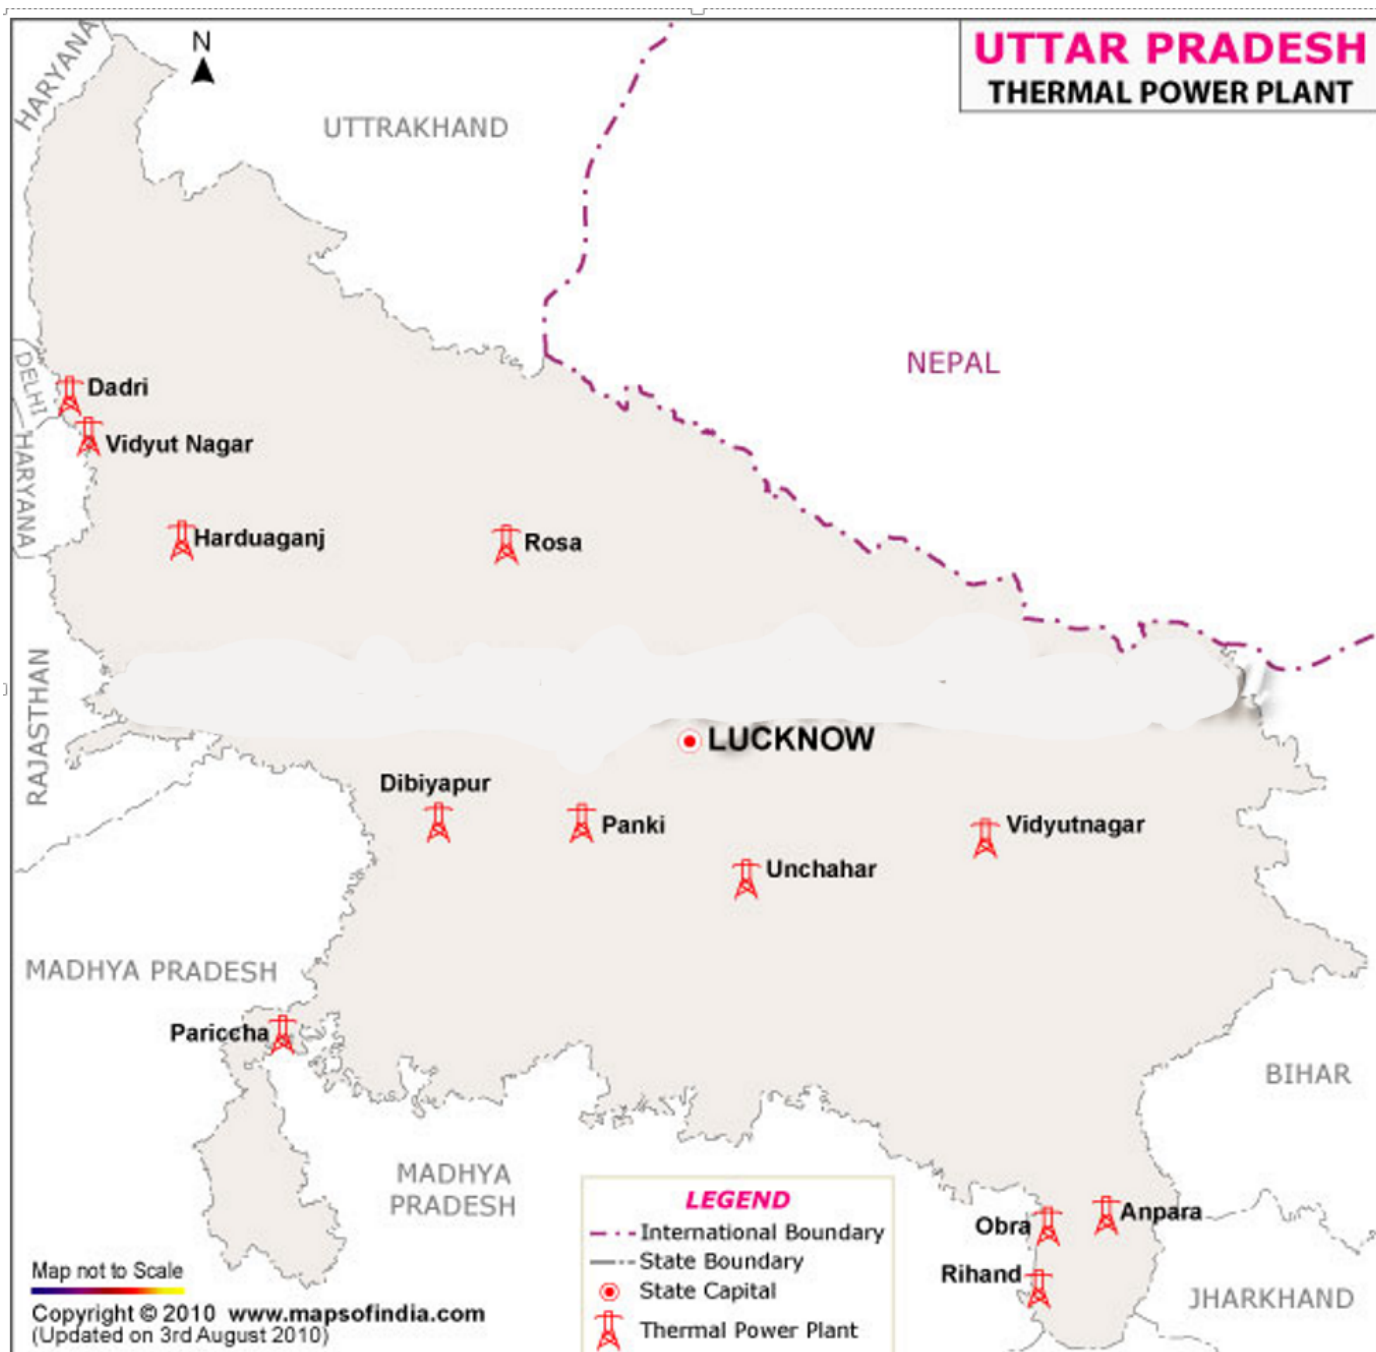 UTTAR PRADESH
THERMAL POWER PLANT
N
HARYANA
UTTRAKHAND
NEPAL
DELHI
Dadri
HARYANA
Vidyut Nagar
Harduaganj
Rosa
RAJASTHAN
LUCKNOW
Dibiyapur
Panki
Vidyutnagar
Unchahar
MADHYA PRADESH
Pariccha
BIHAR
MADHYA
PRADESH
Obra
Anpara
Rihand
JHARKHAND
LEGEND
International Boundary
State Boundary
State Capital
Thermal Power Plant
Map not to Scale
Copyright © 2010 www.mapsofindia.com
(Updated on 3rd August 2010)